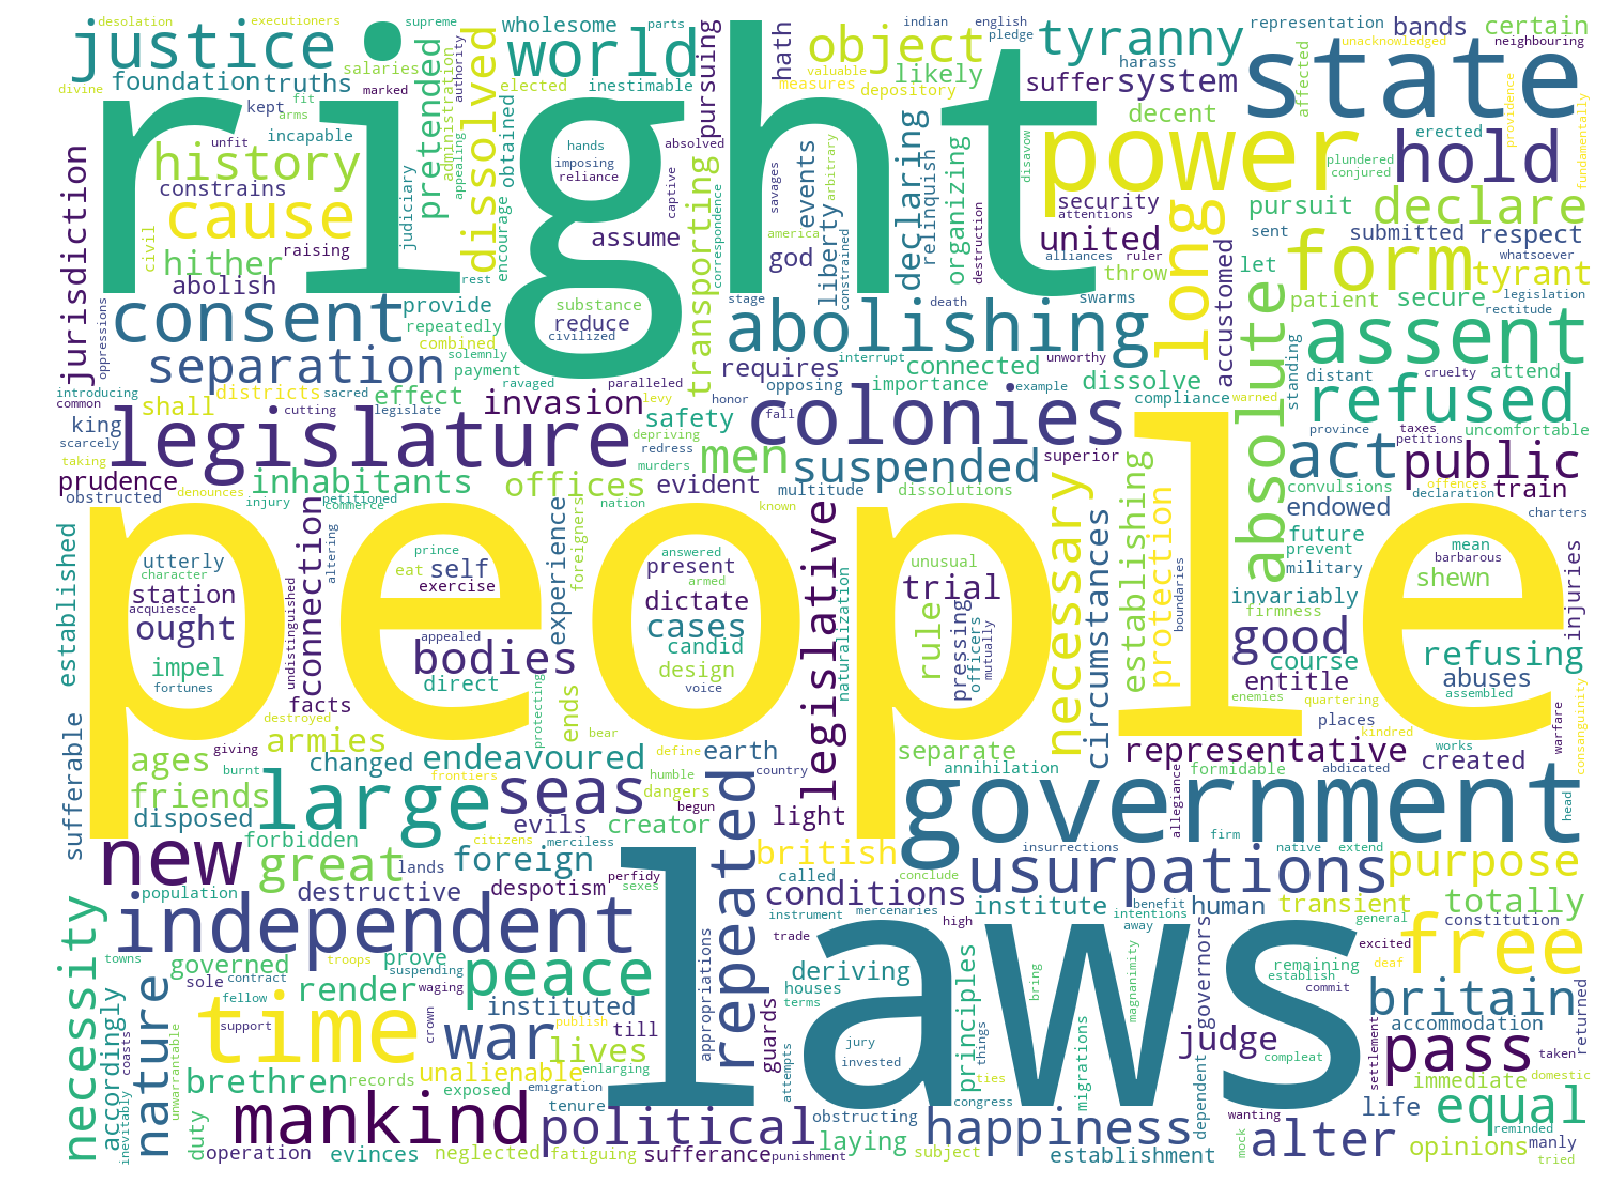 desolation
executioners
supreme
wholesome
parts
indian
english
pledge
representation
bands
certain
justice
right
world
object
tyranny
state
unacknowledged
neighbouring
foundation
truths
salaries
pretended
administration
authority
dissolved
elected
inestimable
pursuing
hath
valuable
measures
likely
depository
harass
suffer
system
decent
affected
divine
kept
marked
fit
arms
unfit
incapable
history
constrains
cause
hither
abolish
raising
civil
judiciary
appealing
encourage
obtained
hands
imposing
reliance
absolved
captive
assume
transporting
correspondence
savages
america
god
events
liberty
arbitrary
constrained
declaring
relinquish
organizing
destruction
disavow
power
security
attentions
united
alliances
ruler
throw
long
accustomed
pursuit
sent
let
erected
plundered
conjured
hold
providence
fundamentally
declare
submitted
respect
whatsoever
form
tyrant
patient
secure
legislation
rectitude
jurisdiction
oppressions
consent
provide
rest
repeatedly
combined
solemnly
payment
substance
reduce
civilized
stage
death
swarms
abolishing
interrupt
unworthy
connected
requires
absolute
standing
assent
distant
cruelty
attend
separation
introducing
common
districts
sacred
effect
ravaged
paralleled
levy
honor
opposing
importance
example
dissolve
compliance
warned
refused
king
scarcely
shall
cutting
legislate
invasion
safety
depriving
redress
fall
colonies
province
taxes
petitions
uncomfortable
taking
legislature
men
murders
suspended
superior
act
public
prudence
obstructed
denounces
inhabitants
injury
petitioned
commerce
offices
nation
evident
multitude
known
dissolutions
necessary
establishing
circumstances
protection
convulsions
offences
declaration
train
endowed
charters
people
established
utterly
character
station
acquiesce
ought
impel
fortunes
connection
undistinguished
altering
prince
eat
self
exercise
appealed
bodies
direct
experience
foreigners
answered
present
armed
dictate
cases
candid
design
voice
legislative
naturalization
unusual
trial
rule
pressing
officers
mutually
boundaries
future
mean
prevent
barbarous
military
shewn
invariably
firmness
injuries
good
course
refusing
entitle
abuses
enemies
quartering
assembled
places
kindred
consanguinity
warfare
sufferable
facts
destroyed
giving
armies
ages
burnt
changed
endeavoured
frontiers
protecting
ends
bear
define
earth
humble
country
dangers
begun
separate
annihilation
representative
formidable
abdicated
works
created
friends
disposed
large
seas
evils
creator
light
government
allegiance
head
new
forbidden
great
citizens
merciless
repeated
british
insurrections
firm
native
extend
foreign
lands
destructive
population
despotism
perfidy
sexes
called
conclude
conditions
usurpations
purpose
instrument
mercenaries
institute
high
trade
benefit
intentions
away
human
transient
general
totally
constitution
necessity
independent
towns
governed
troops
prove
suspending
peace
laws
appropriations
deriving
houses
terms
principles
bring
magnanimity
governors
remaining
establish
excited
deaf
commit
free
sole
contract
render
waging
instituted
fellow
time
support
crown
war
publish
till
lives
guards
jury
invested
things
migrations
judge
compleat
britain
accommodation
returned
settlement
pass
taken
accordingly
inevitably
coasts
nature
unwarrantable
brethren
records
exposed
unalienable
enlarging
emigration
attempts
ties
congress
dependent
immediate
domestic
duty
mankind
tenure
political
obstructing
happiness
wanting
life
equal
reminded
operation
evinces
neglected
fatiguing
sufferance
punishment
laying
subject
establishment
mock
alter
opinions
manly
tried